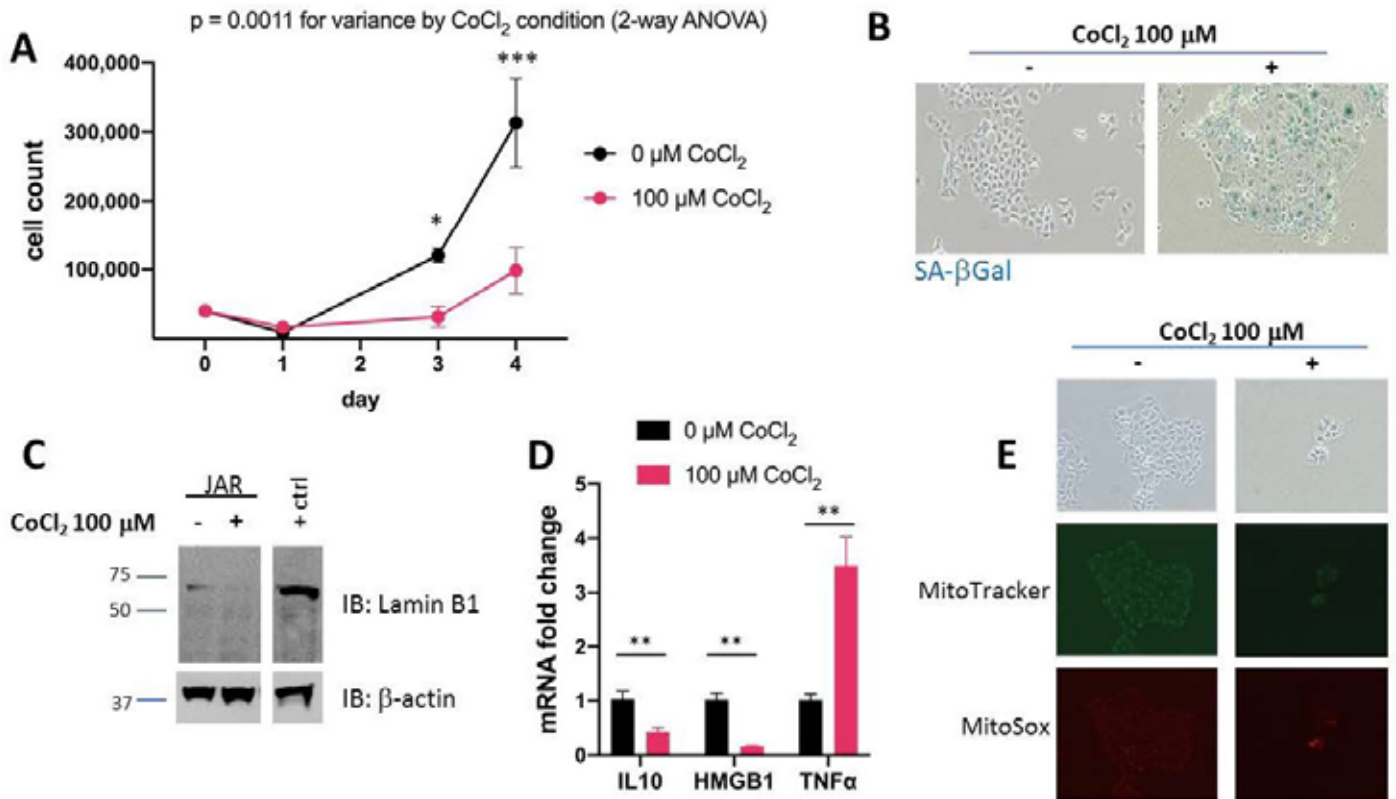 p = 0.0011 for variance by CoCl₂ condition (2-way ANOVA)
A
400,000
300,000
200,000
100,000
cell count
0
1
2
3
4
day
*
***
0 µM CoCl₂
100 µM CoCl₂
B
CoCl₂ 100 µM
-
+
SA-βGal
C
JAR
+ ctrl
CoCl₂ 100 µM
-
+
75
50
37
IB: Lamin B1
IB: β-actin
D
0 µM CoCl₂
100 µM CoCl₂
mRNA fold change
5
4
3
2
1
0
**
**
**
IL10
HMGB1
TNFα
E
CoCl₂ 100 µM
-
+
MitoTracker
MitoSox